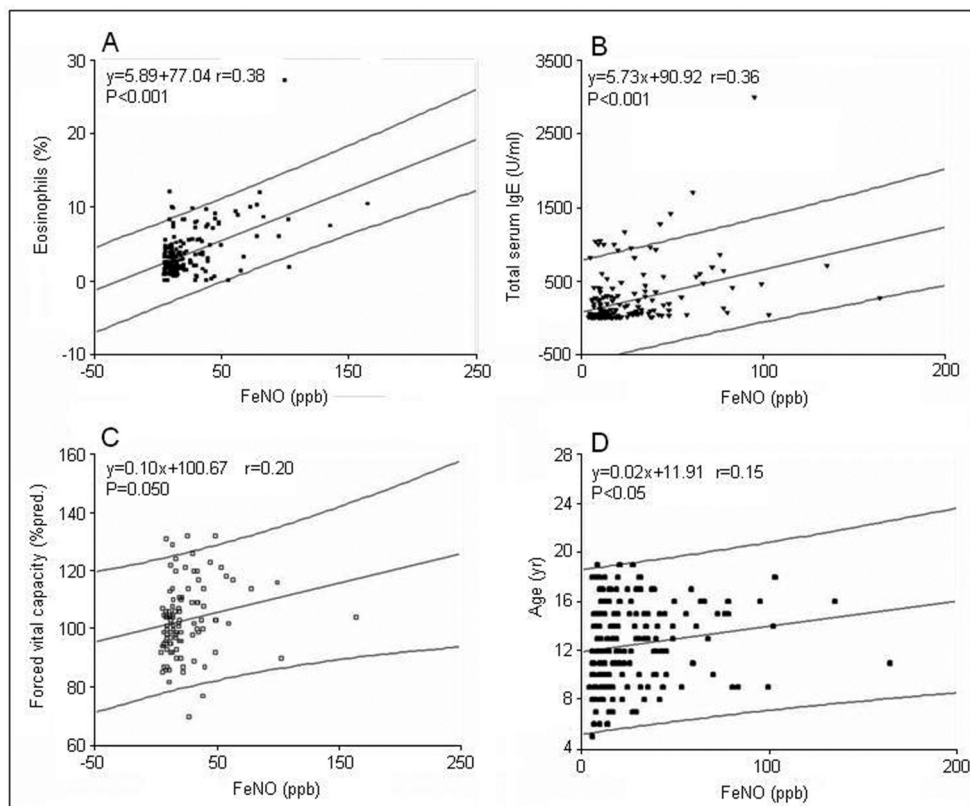 A
y=5.89+77.04 r=0.38
P<0.001
30
20
10
0
-10
-50
50
150
250
Eosinophils (%)
FeNO (ppb)
B
y=5.73x+90.92 r=0.36
P<0.001
3500
2500
1500
500
-500
0
100
200
Total serum IgE (U/ml)
FeNO (ppb)
C
y=0.10x+100.67 r=0.20
P=0.050
160
140
120
100
80
60
-50
50
150
250
Forced vital capacity (%pred.)
FeNO (ppb)
D
y=0.02x+11.91 r=0.15
P<0.05
28
24
20
16
12
8
4
0
100
200
Age (yr)
FeNO (ppb)